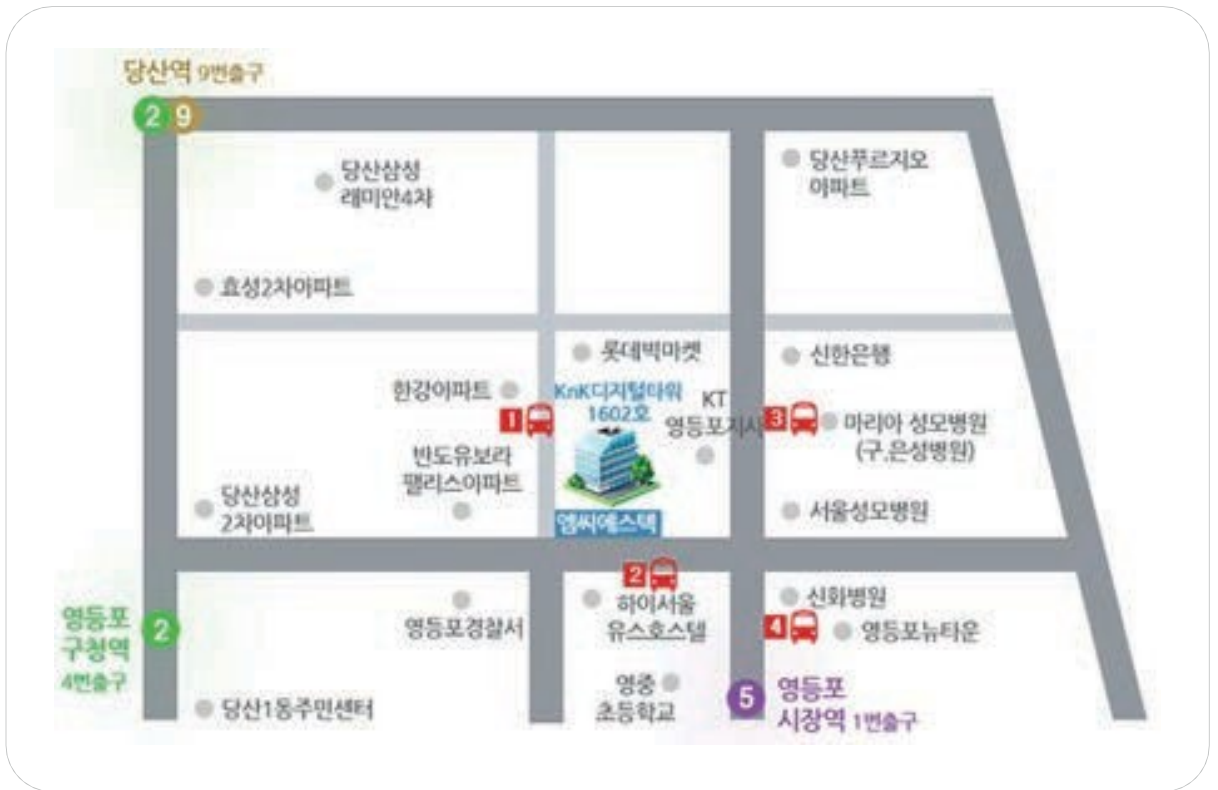 당산역 9번출구
2 9
당산삼성
래미안4차
당산푸르지오
아파트
효성2차아파트
롯데빅마켓
신한은행
한강아파트
KnK디지털타워
1602호
KT
영등포지사
1
3
마리아 성모병원
(구.은성병원)
반도유보라
팰리스아파트
당산삼성
2차아파트
서울성모병원
엠씨에스텍
2
영등포
구청역
4번출구
2
영등포경찰서
하이서울
유스호스텔
신화병원
4
영등포뉴타운
당산1동주민센터
영중
초등학교
5
영등포
시장역 1번출구